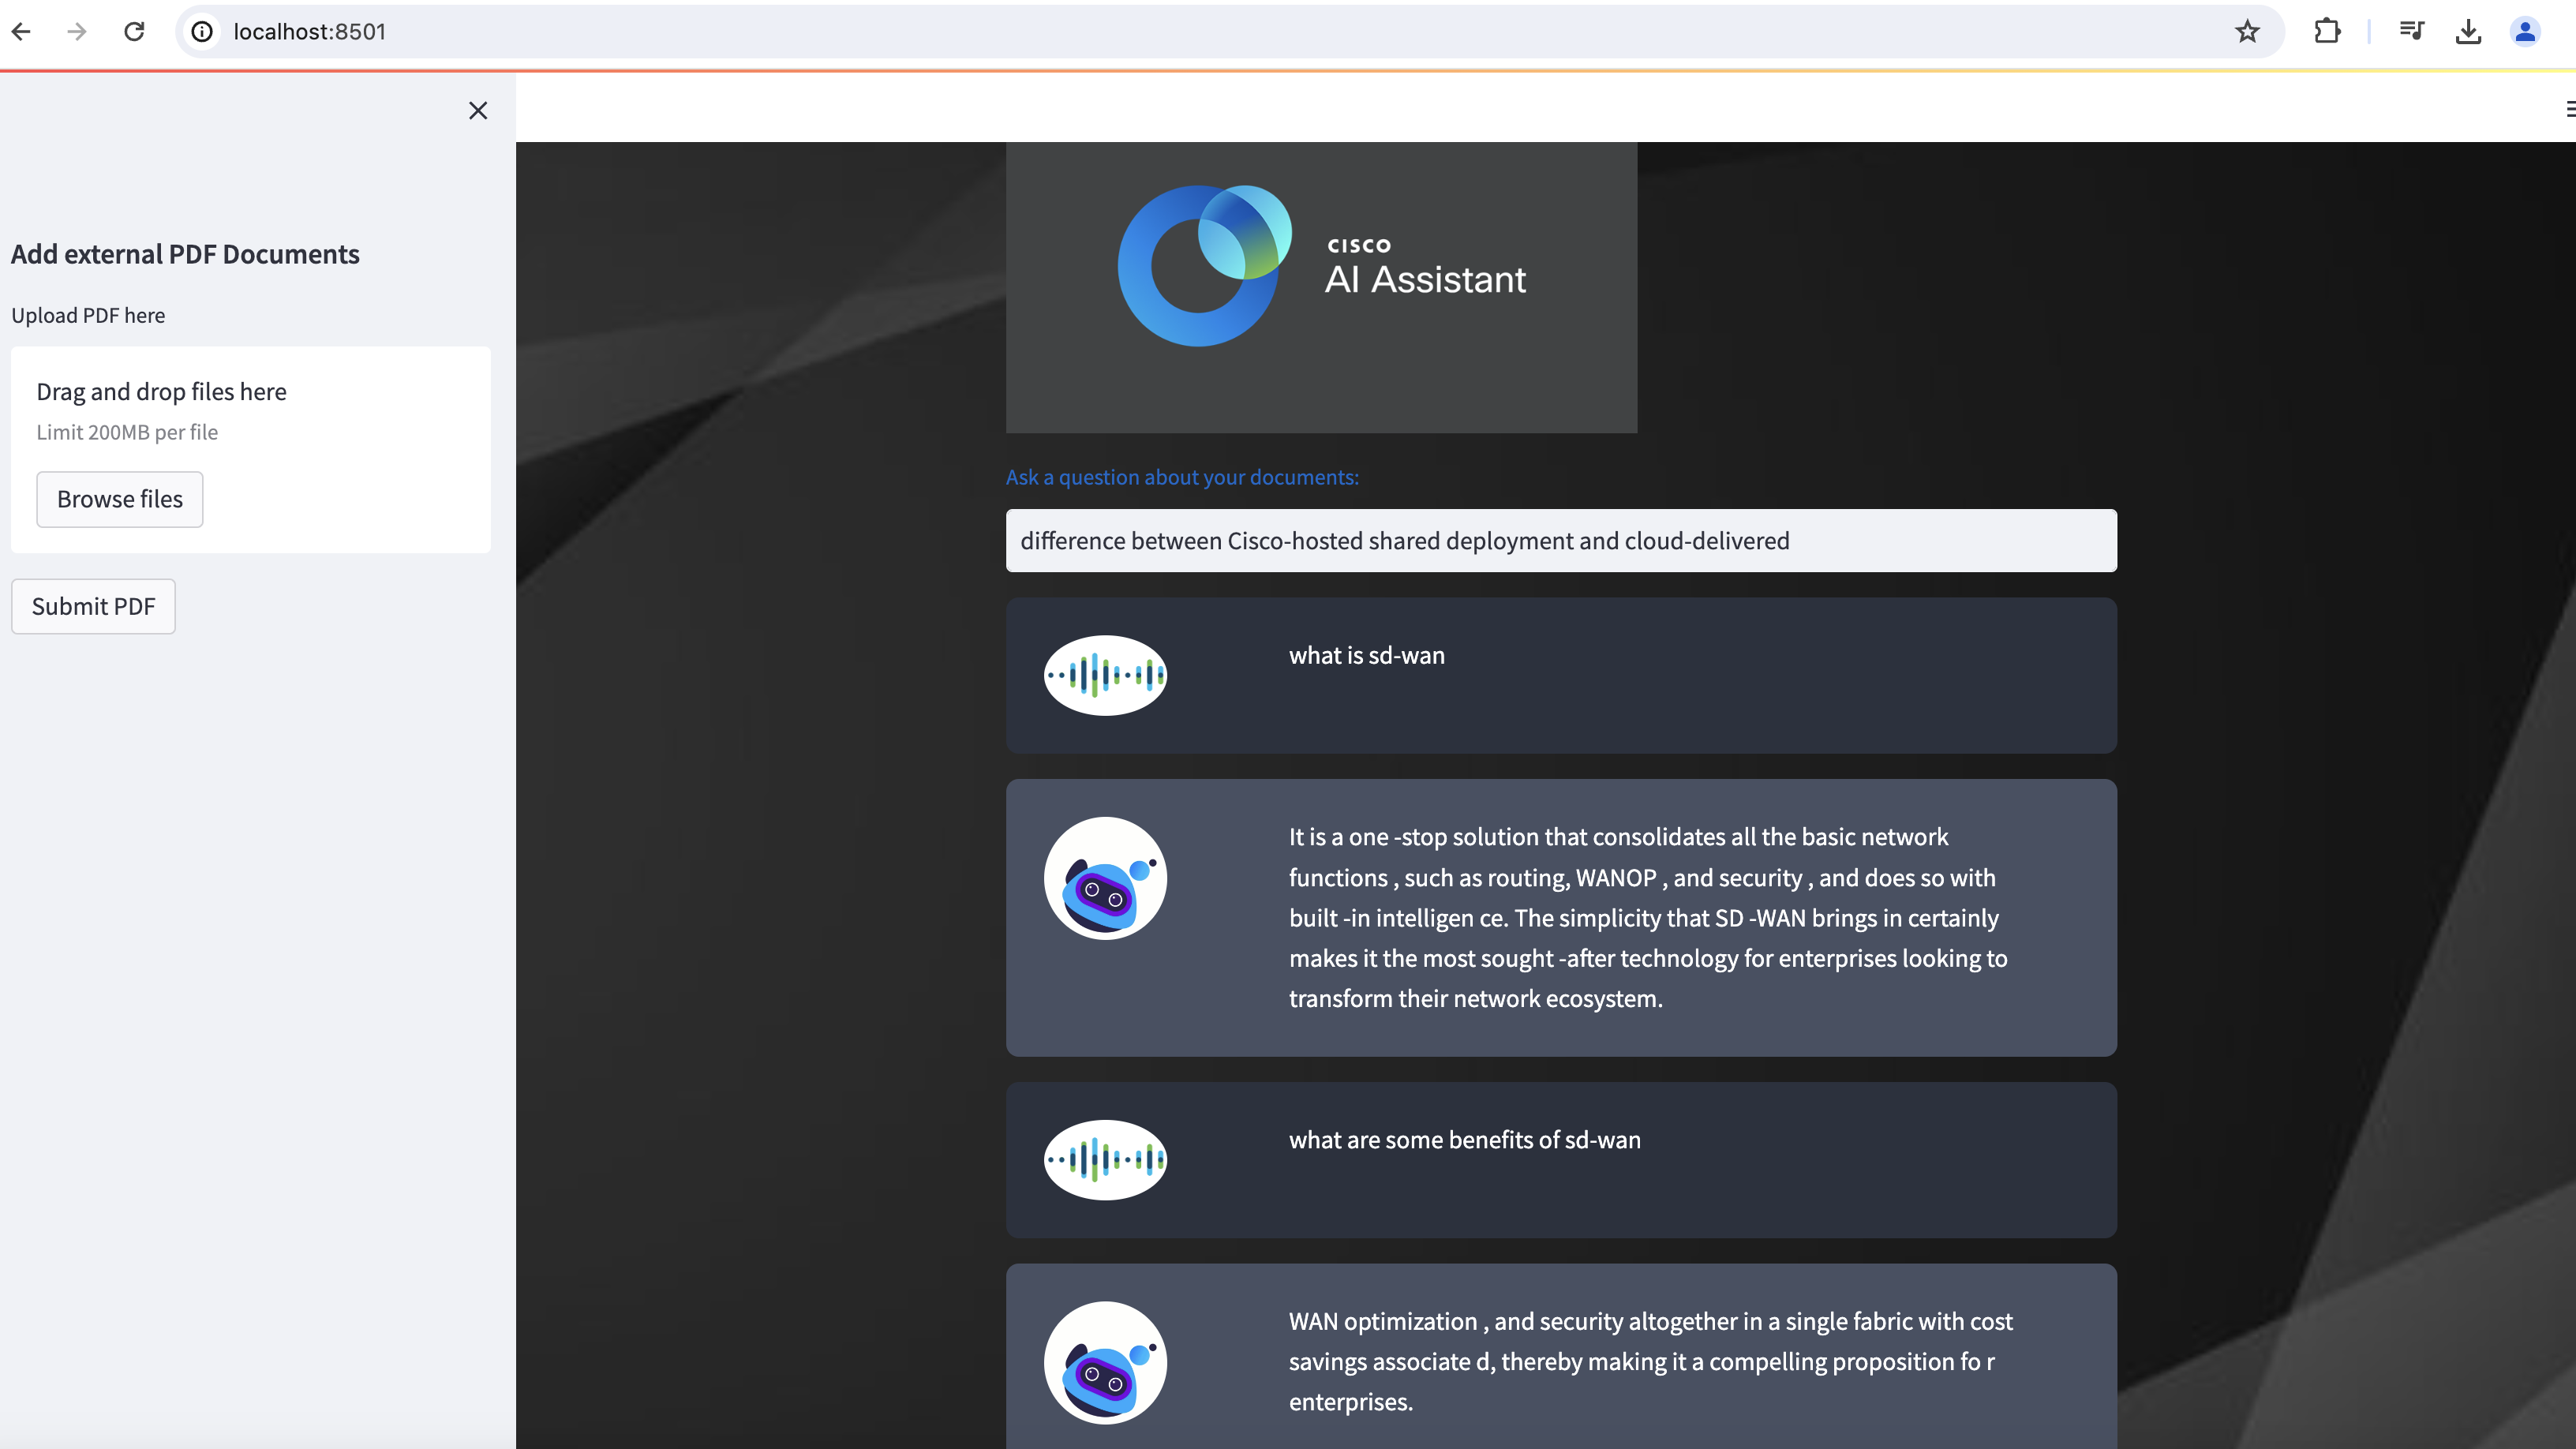 localhost:8501
Add external PDF Documents
Upload PDF here
Drag and drop files here
Limit 200MB per file
Browse files
Submit PDF
CISCO
AI Assistant
Ask a question about your documents:
difference between Cisco-hosted shared deployment and cloud-delivered
what is sd-wan
It is a one -stop solution that consolidates all the basic network
functions , such as routing, WANOP , and security , and does so with
built -in intelligen ce. The simplicity that SD -WAN brings in certainly
makes it the most sought -after technology for enterprises looking to
transform their network ecosystem.
what are some benefits of sd-wan
WAN optimization , and security altogether in a single fabric with cost
savings associate d, thereby making it a compelling proposition fo r
enterprises.